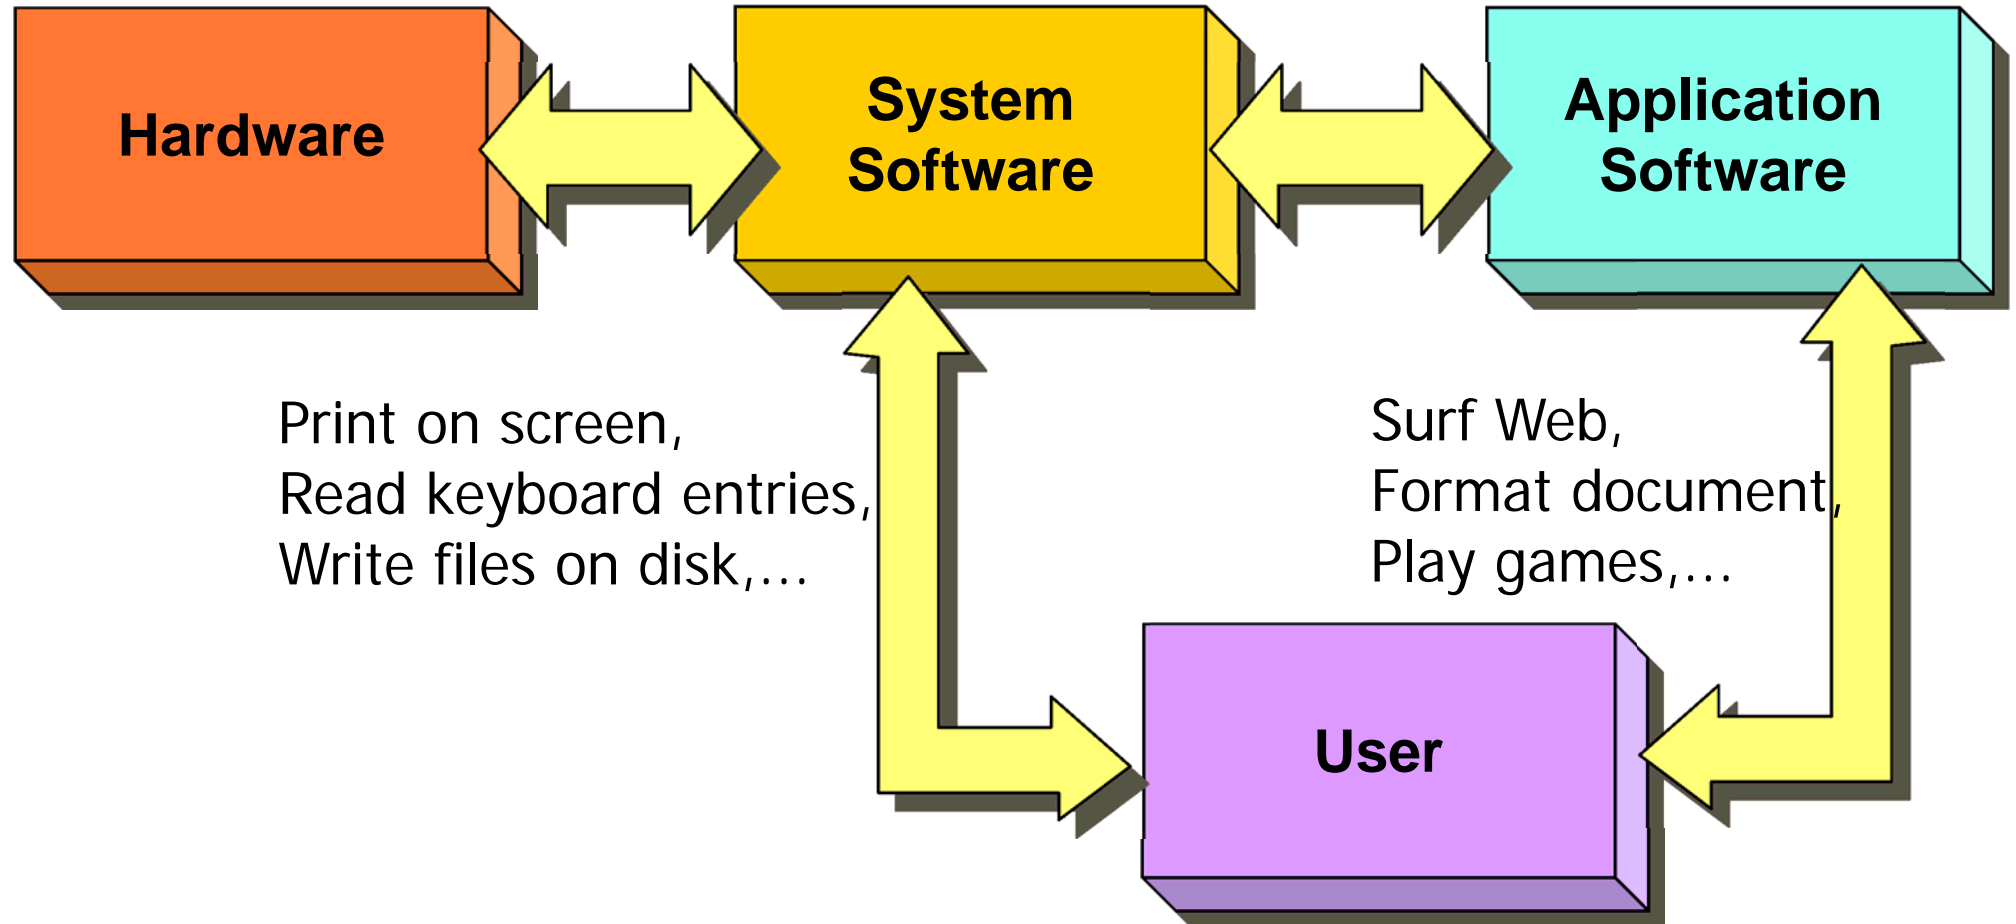 Hardware
System
Software
Application
Software
Print on screen,
Read keyboard entries,
Write files on disk,...
Surf Web,
Format document,
Play games,...
User